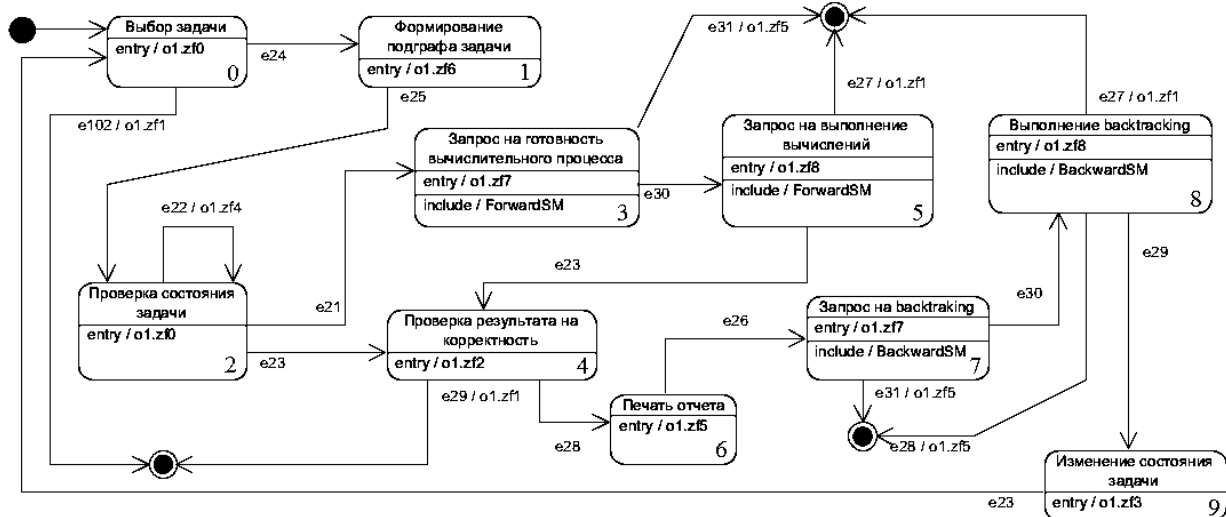 Выбор задачи
entry / o1.zf0
0
e24
Формирование
подграфа задачи
entry / o1.zf6
1
e31 / o1.zf5
e102 / o1.zf1
e25
e27 / o1.zf1
e27 / o1.zf1
Запрос на готовность
вычислительного процесса
entry / o1.zf7
include / ForwardSM
3
e30
Запрос на выполнение
вычислений
entry / o1.zf8
include / ForwardSM
5
Выполнение backtracking
entry / o1.zf8
include / BackwardSM
8
e22 / o1.zf4
e23
e29
Проверка состояния
задачи
entry / o1.zf0
2
e21
e23
Проверка результата на
корректность
entry / o1.zf2
4
e26
Запрос на backtraking
entry / o1.zf7
include / BackwardSM
7
e30
e29 / o1.zf1
e28
Печать отчета
entry / o1.zf5
6
e31 / o1.zf5
e28 / o1.zf5
Изменение состояния
задачи
entry / o1.zf3
9
e23